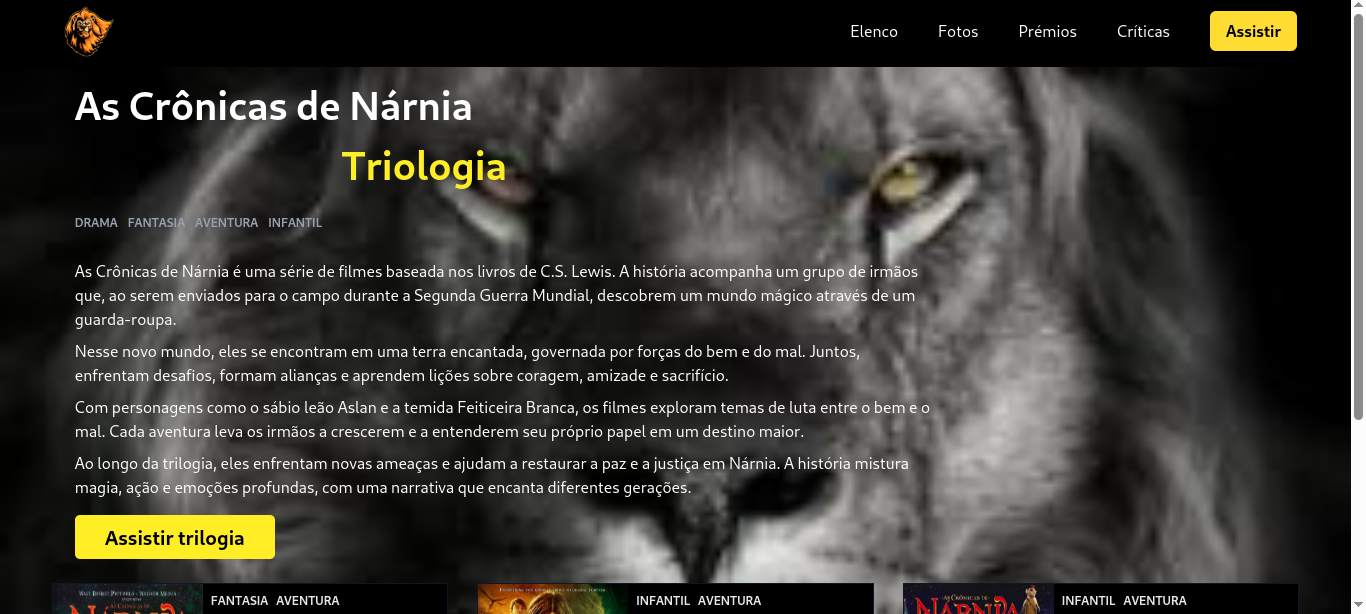 Elenco Fotos Prémios Críticas Assistir
As Crônicas de Nárnia
Triologia
DRAMA FANTASIA AVENTURA INFANTIL
As Crônicas de Nárnia é uma série de filmes baseada nos livros de C.S. Lewis. A história acompanha um grupo de irmãos
que, ao serem enviados para o campo durante a Segunda Guerra Mundial, descobrem um mundo mágico através de um
guarda-roupa.
Nesse novo mundo, eles se encontram em uma terra encantada, governada por forças do bem e do mal. Juntos,
enfrentam desafios, formam alianças e aprendem lições sobre coragem, amizade e sacrifício.
Com personagens como o sábio leão Aslan e a temida Feiticeira Branca, os filmes exploram temas de luta entre o bem e o
mal. Cada aventura leva os irmãos a crescerem e a entenderem seu próprio papel em um destino maior.
Ao longo da trilogia, eles enfrentam novas ameaças e ajudam a restaurar a paz e a justiça em Nárnia. A história mistura
magia, ação e emoções profundas, com uma narrativa que encanta diferentes gerações.
Assistir trilogia
FANTASIA AVENTURA
INFANTIL AVENTURA
AS CRÔNICAS DE
NÁRNIA
INFANTIL AVENTURA